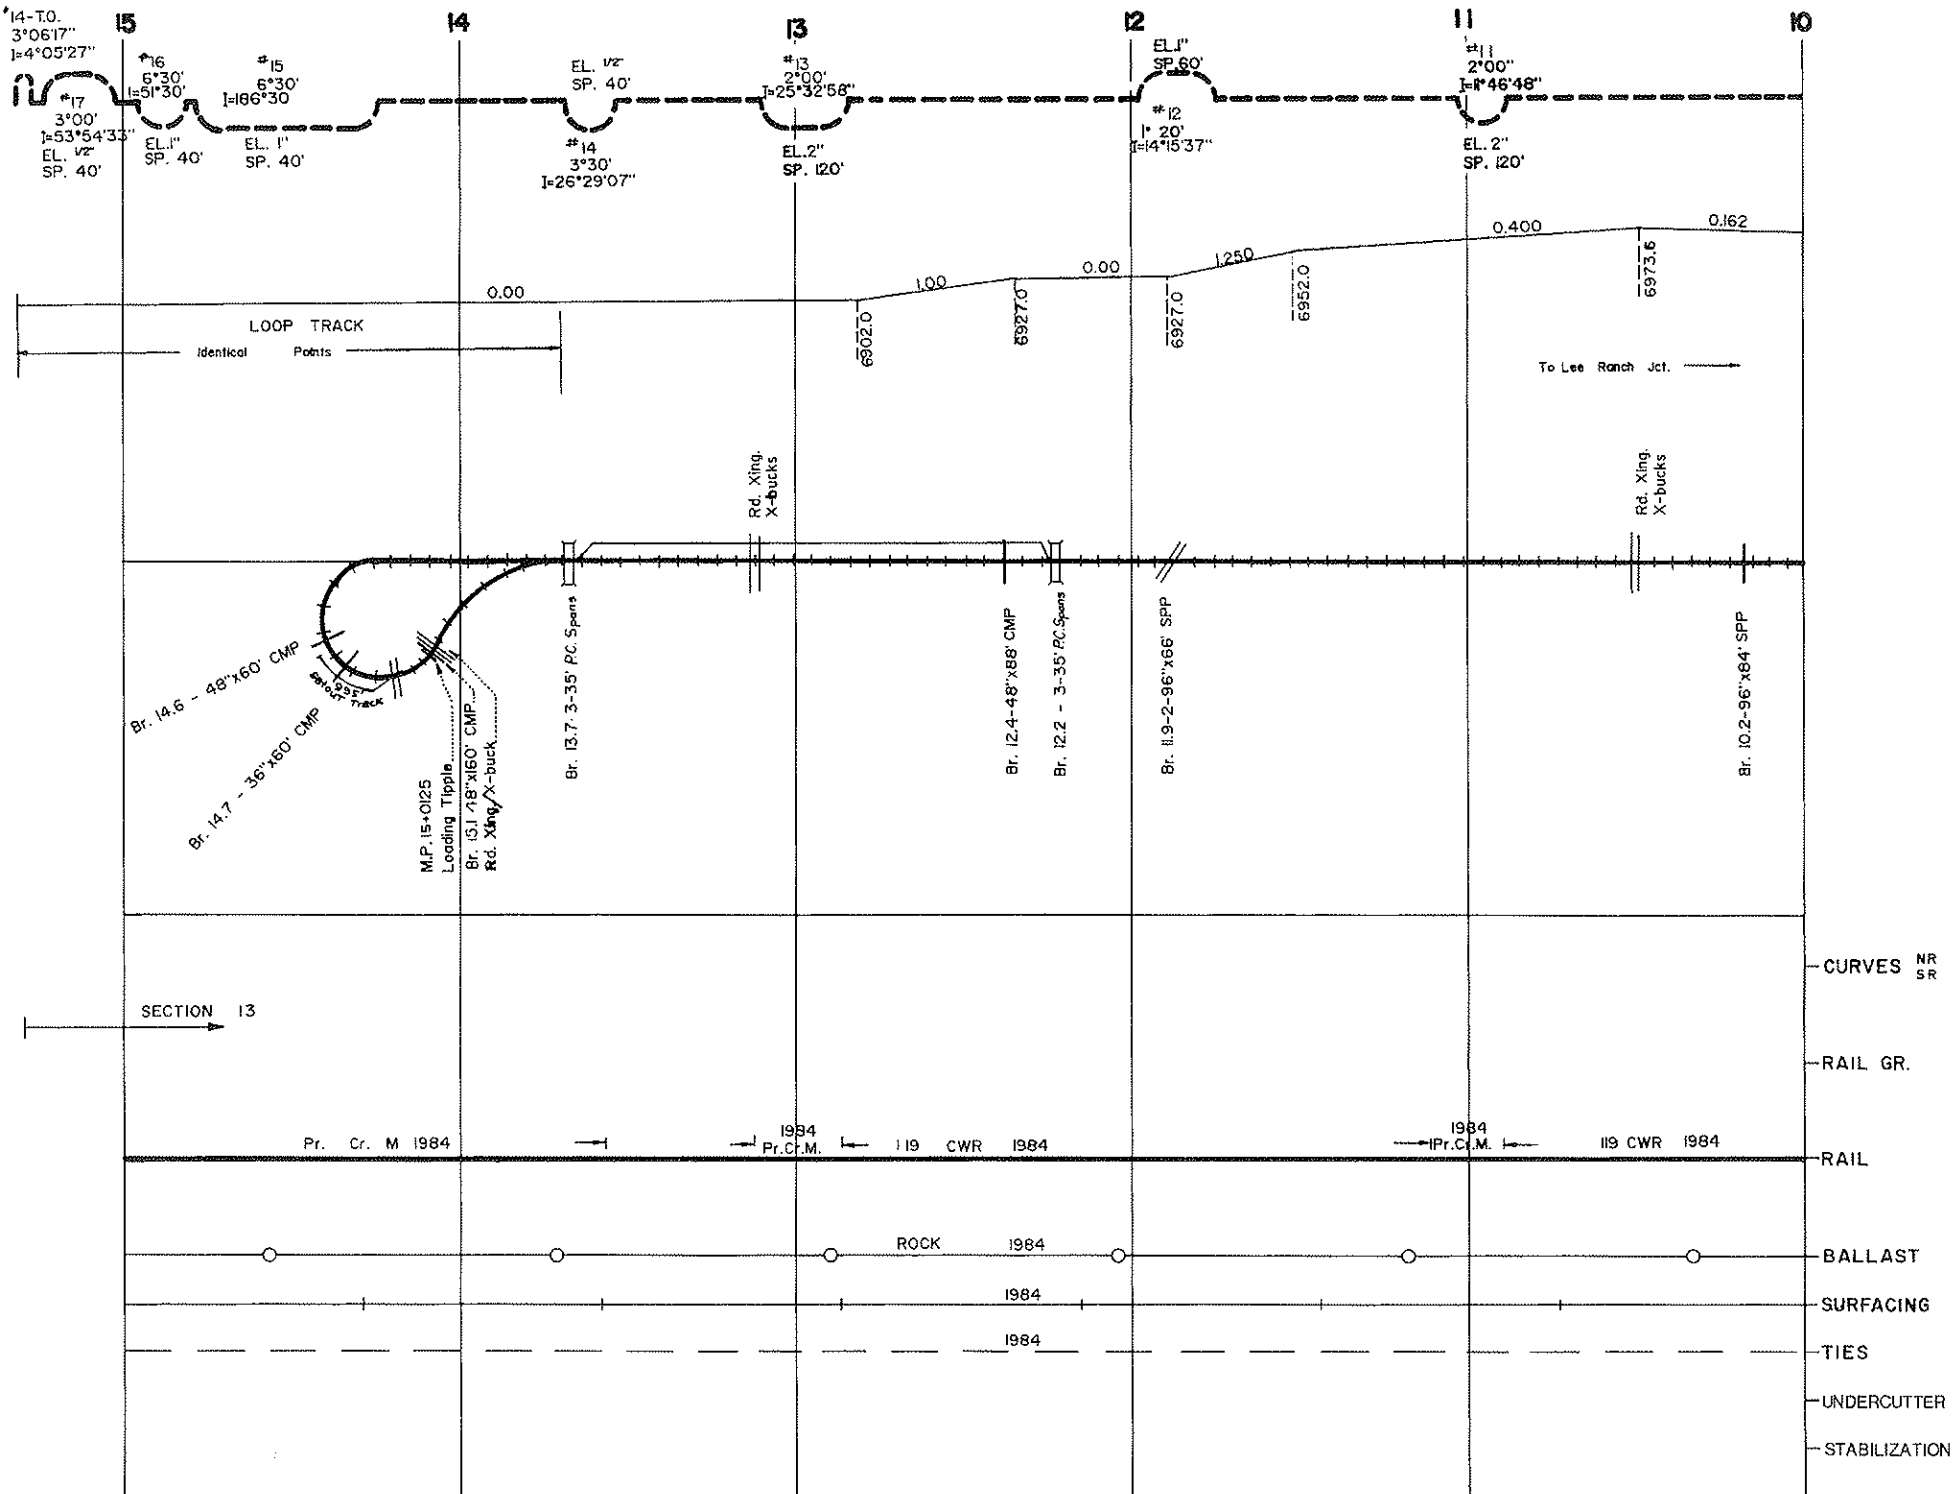 15
14
13
12
11
10
#14-T.O.
3°06'17"
I=4°05'27"
#17
3°00'
I=53°54'33"
EL. 1/2"
SP. 40'
#16
6°30'
I=51°30'
EL.1"
SP. 40'
#15
6°30'
I=186°30
EL. 1"
SP. 40'
EL. 1/2"
SP. 40'
#14
3°30'
I=26°29'07"
#13
2°00'
I=25°32'58"
EL.2"
SP. 120'
EL.1"
SP.60'
#12
1° 20'
I=14°15'37"
#11
2°00"
EL. 2"
SP. 120'
0.00
1.00
0.00
1.250
0.400
0.162
6902.0
6927.0
6927.0
6952.0
6973.6
LOOP TRACK
Identical Points
To Lee Ranch Jct.
Rd. Xing.
X-bucks
Rd. Xing.
X-bucks
Br. 14.6 - 48"x60' CMP
Br. 14.7 - 36"x60' CMP
Setout Track
M.P. 15+0125
Loading Tipple
Br. 15.1 48"x160' CMP
Rd. Xing/X-buck
Br. 13.7 3-35' P.C. Spans
Br. 12.4-48"x88' CMP
Br. 12.2 - 3-35' P.C. Spans
Br. 11.9-2-96"x66' SPP
Br. 10.2-96"x84' SPP
CURVES NR
SR
SECTION 13
RAIL GR.
Pr. Cr. M 1984
1984
Pr.Cr.M.
119 CWR 1984
1984
Pr.Cr.M.
119 CWR 1984
RAIL
ROCK 1984
BALLAST
1984
SURFACING
1984
TIES
UNDERCUTTER
STABILIZATION